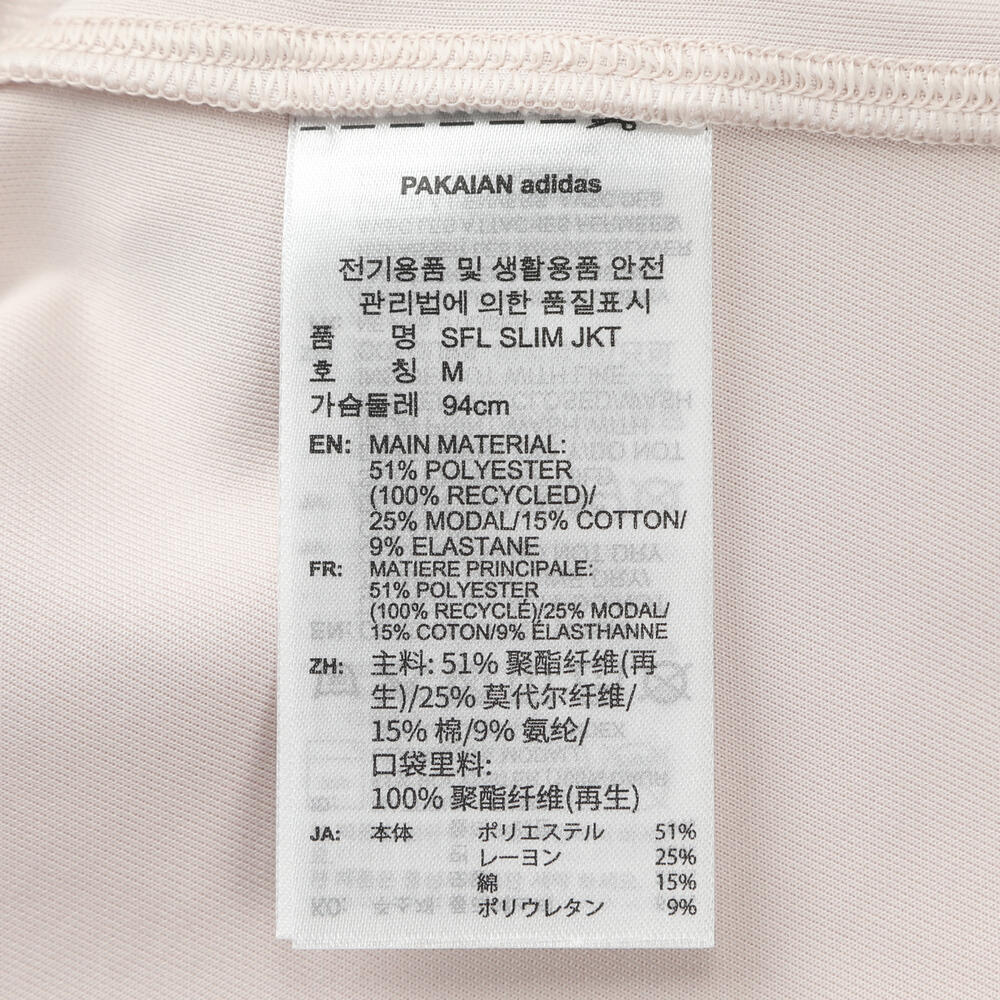 PAKAIAN adidas
전기용품 및 생활용품 안전
관리법에 의한 품질표시
품 명 SFL SLIM JKT
호 칭 M
가슴둘레 94cm
EN: MAIN MATERIAL:
51% POLYESTER
(100% RECYCLED)/
25% MODAL/15% COTTON/
9% ELASTANE
FR: MATIERE PRINCIPALE:
51% POLYESTER
(100% RECYCLÉ)/25% MODAL/
15% COTON/9% ÉLASTHANNE
ZH: 主料: 51% 聚酯纤维(再
生)/25% 莫代尔纤维/
15% 棉/9% 氨纶/
口袋里料:
100% 聚酯纤维(再生)
JA: 本体 ポリエステル 51%
レーヨン 25%
綿 15%
ポリウレタン 9%